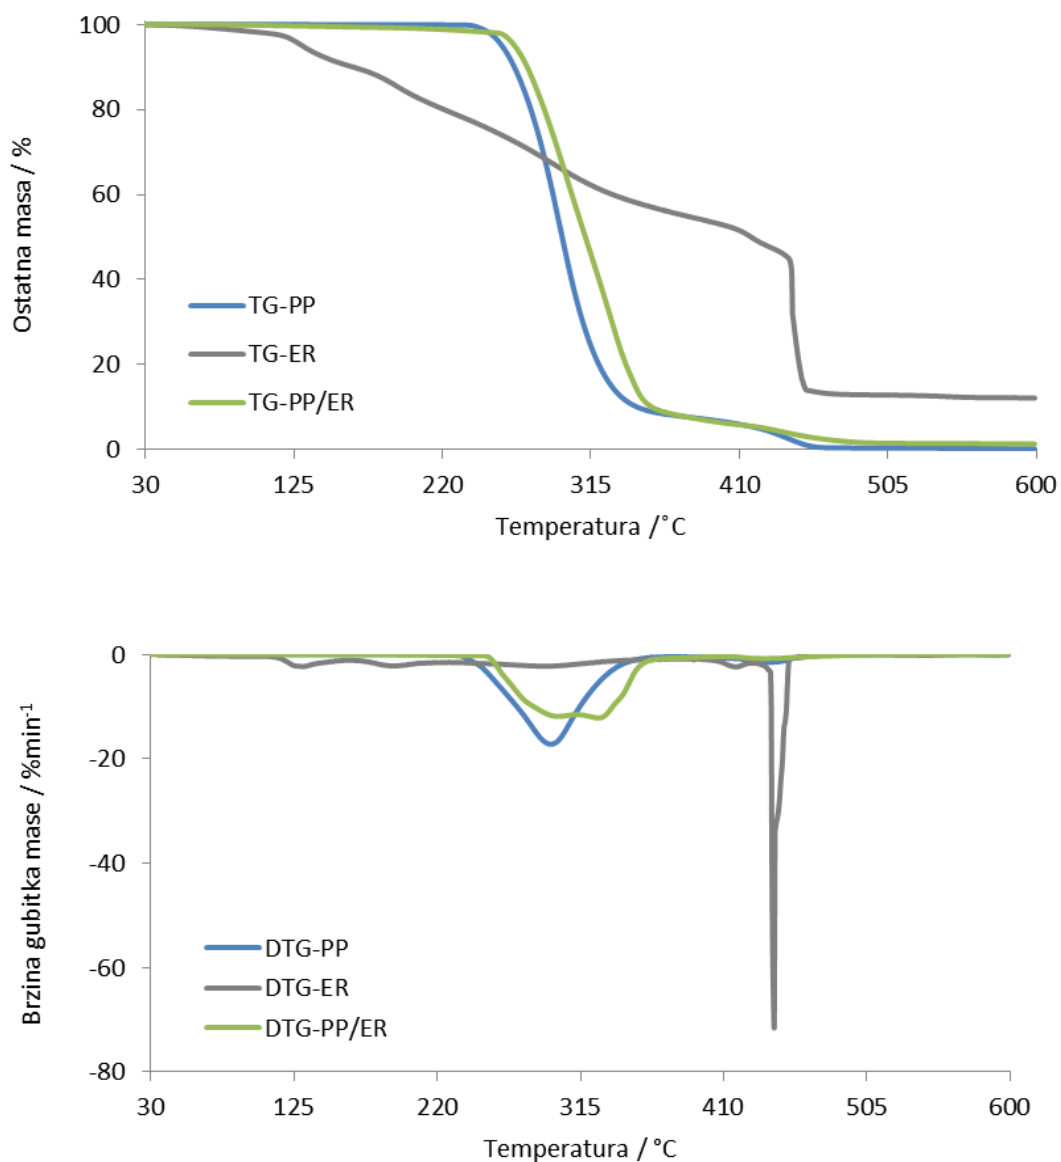 100
80
60
40
20
0
Ostatna masa / %
TG-PP
TG-ER
TG-PP/ER
30 125 220 315 410 505 600
Temperatura /˚C
0
-20
-40
-60
-80
Brzina gubitka mase / %min⁻¹
DTG-PP
DTG-ER
DTG-PP/ER
30 125 220 315 410 505 600
Temperatura / ˚C